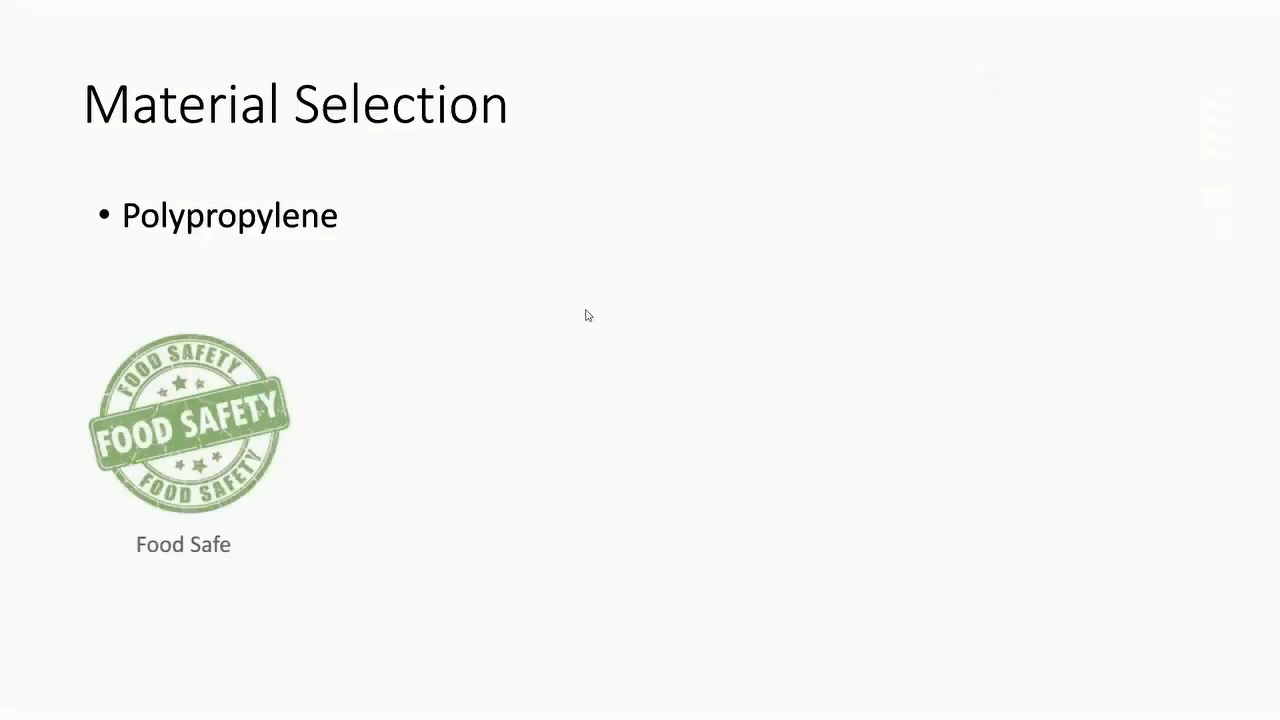 Material Selection
• Polypropylene
FOOD SAFETY
FOOD SAFETY
FOOD SAFETY
Food Safe